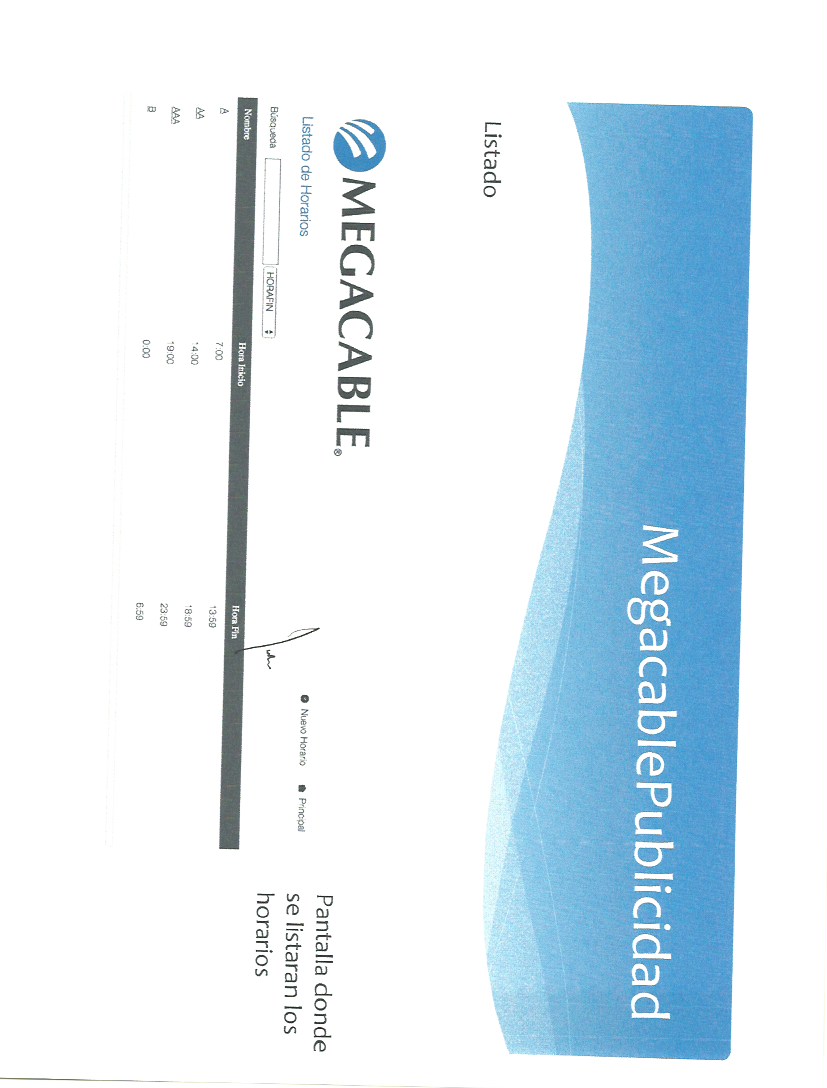 MegacablePublicidad
Listado
MEGACABLE®
Listado de Horarios
Nuevo Horario Principal
Búsqueda HORAFIN
Nombre Hora Inicio Hora Fin
A 7:00 13:59
AA 14:00 18:59
AAA 19:00 23:59
B 0:00 6:59
Pantalla donde
se listaran los
horarios